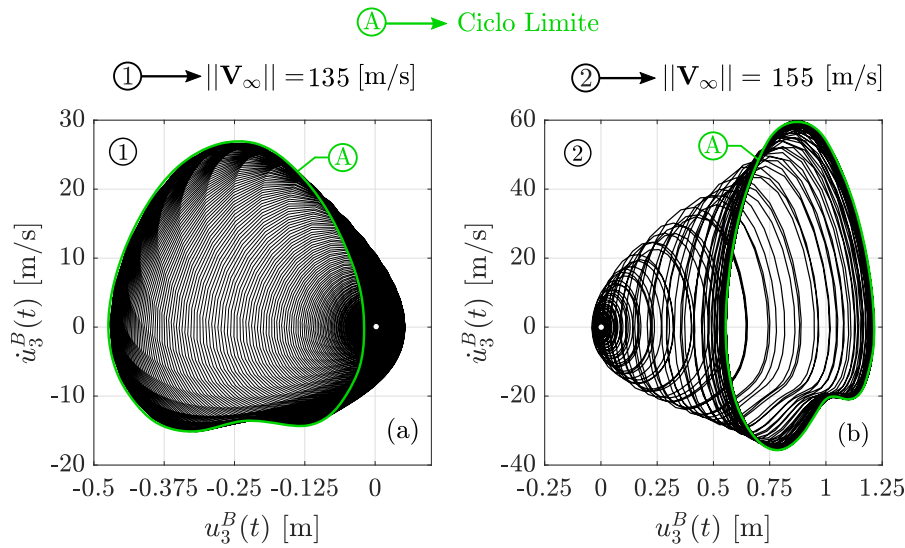 A Ciclo Limite
1 ||V∞|| = 135 [m/s]
2 ||V∞|| = 155 [m/s]
30
20
10
0
-10
-20
-0.5 -0.375 -0.25 -0.125 0
u̇₃ᴮ(t) [m/s]
u₃ᴮ(t) [m]
1
A
(a)
60
40
20
0
-20
-40
-0.25 0 0.25 0.5 0.75 1 1.25
u̇₃ᴮ(t) [m/s]
u₃ᴮ(t) [m]
2
A
(b)